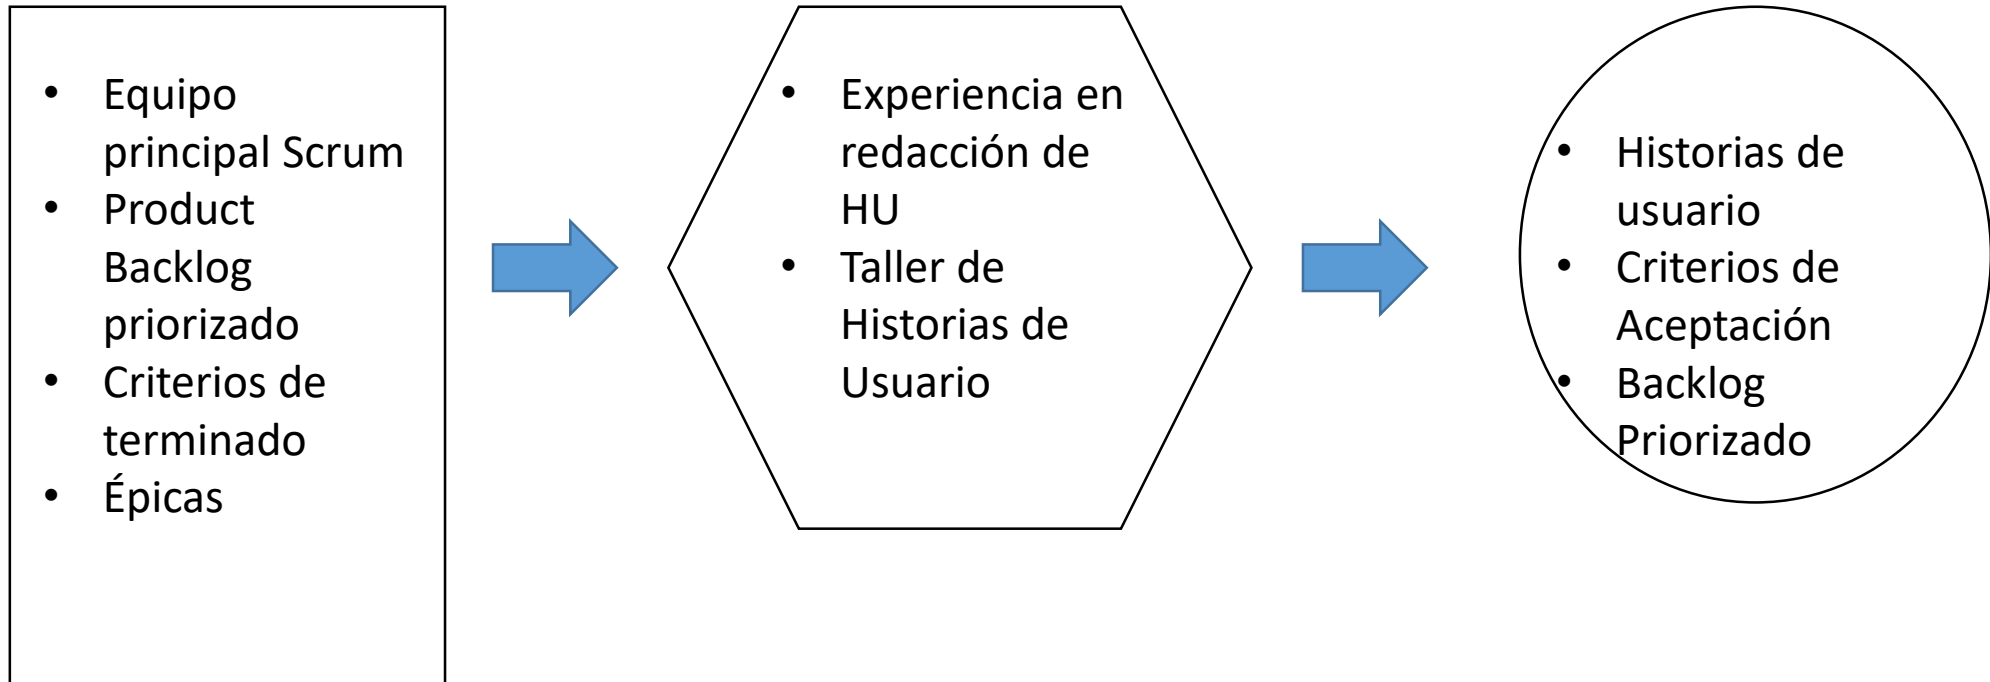 • Equipo
principal Scrum
• Product
Backlog
priorizado
• Criterios de
terminado
• Épicas
• Experiencia en
redacción de
HU
• Taller de
Historias de
Usuario
• Historias de
usuario
• Criterios de
Aceptación
• Backlog
Priorizado